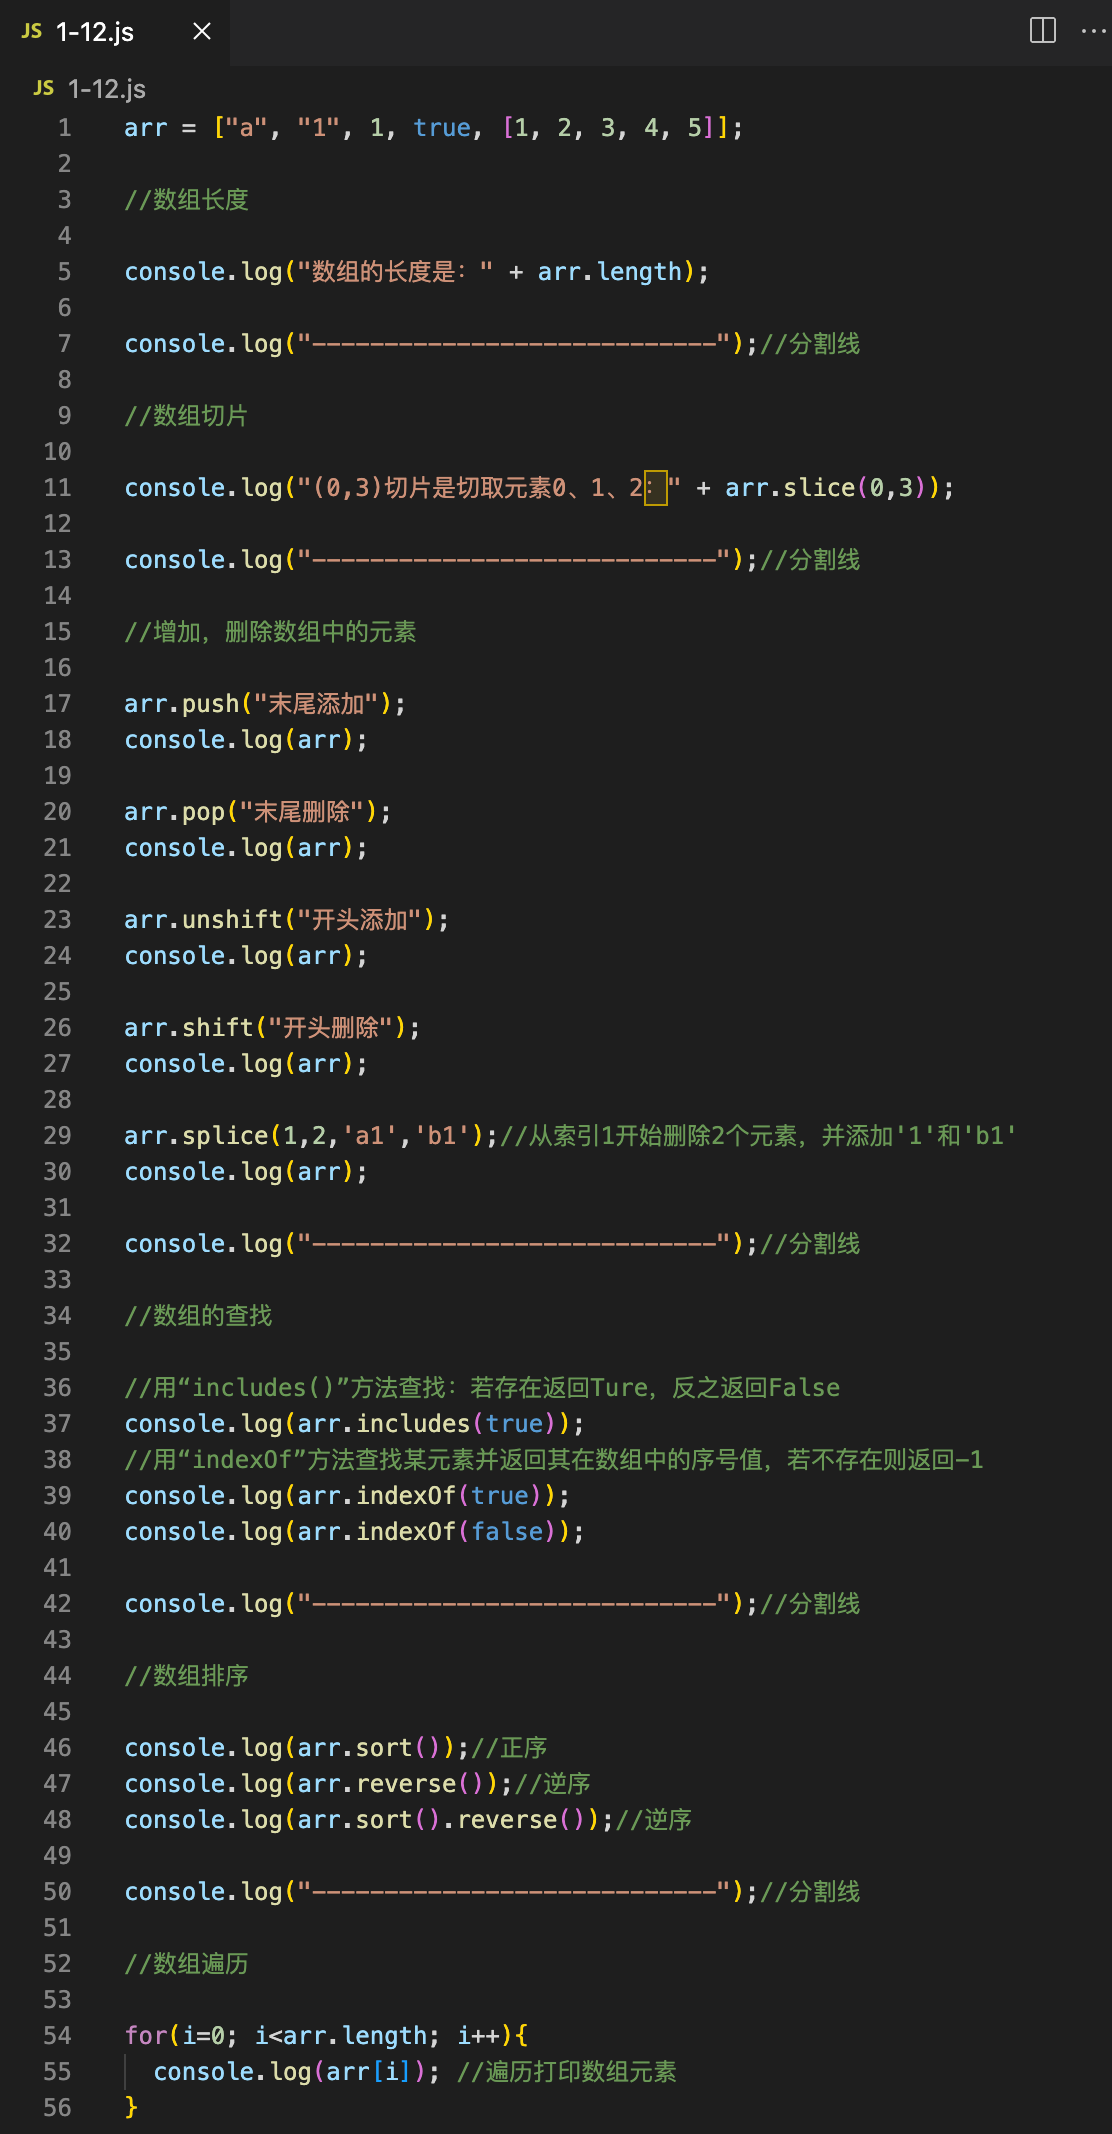 JS 1-12.js
JS 1-12.js
1 arr = ["a", "1", 1, true, [1, 2, 3, 4, 5]];
2
3 //数组长度
4
5 console.log("数组的长度是：" + arr.length);
6
7 console.log("----------------------------");//分割线
8
9 //数组切片
10
11 console.log("(0,3)切片是切取元素0、1、2：" + arr.slice(0,3));
12
13 console.log("----------------------------");//分割线
14
15 //增加，删除数组中的元素
16
17 arr.push("末尾添加");
18 console.log(arr);
19
20 arr.pop("末尾删除");
21 console.log(arr);
22
23 arr.unshift("开头添加");
24 console.log(arr);
25
26 arr.shift("开头删除");
27 console.log(arr);
28
29 arr.splice(1,2,'a1','b1');//从索引1开始删除2个元素，并添加'1'和'b1'
30 console.log(arr);
31
32 console.log("----------------------------");//分割线
33
34 //数组的查找
35
36 //用“includes()”方法查找：若存在返回Ture，反之返回False
37 console.log(arr.includes(true));
38 //用“indexOf”方法查找某元素并返回其在数组中的序号值，若不存在则返回-1
39 console.log(arr.indexOf(true));
40 console.log(arr.indexOf(false));
41
42 console.log("----------------------------");//分割线
43
44 //数组排序
45
46 console.log(arr.sort());//正序
47 console.log(arr.reverse());//逆序
48 console.log(arr.sort().reverse());//逆序
49
50 console.log("----------------------------");//分割线
51
52 //数组遍历
53
54 for(i=0; i<arr.length; i++){
55 console.log(arr[i]); //遍历打印数组元素
56 }